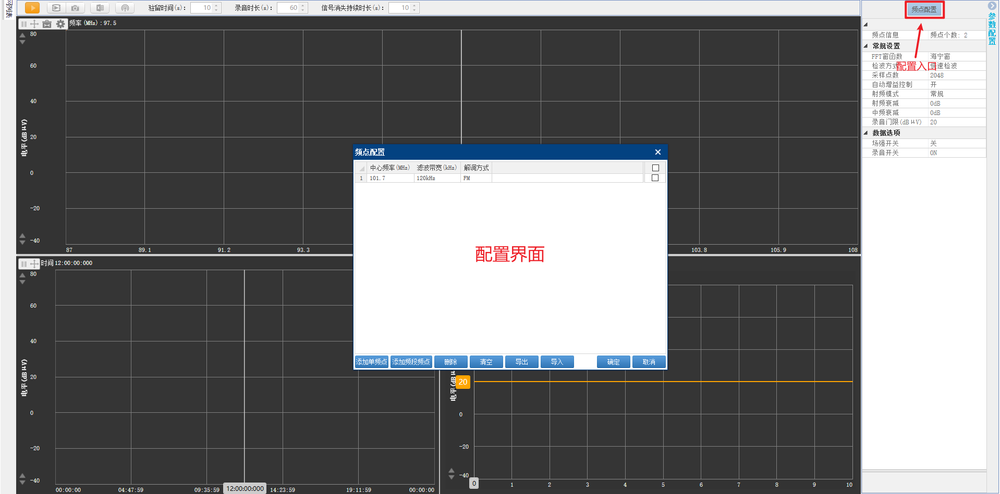 列表
驻留时间(s): 10 录音时长(s): 60 信号消失持续时长(s): 10
频率(MHz):97.5
80
60
40
20
0
-20
-40
电平(dBμV)
87 89.1 91.2 93.3 103.8 105.9 108
时间12:00:00:000
80
60
40
20
0
-20
-40
电平(dBμV)
00:00:00 04:47:59 09:35:59 12:00:00:000 14:23:59 19:11:59 00:00:00
电平(dBμ
20
0
-20
-40
0 1 2 3 4 5 6 7 8 9 10
频点配置
中心频率(MHz) 滤波带宽(kHz) 解调方式
1 101.7 120kHz FM
配置界面
添加单频点 添加频段频点 删除 清空 导出 导入 确定 取消
频点配置
频点信息 频点个数: 2
常规设置
FFT窗函数 海宁窗
检波方式 快速检波
配置入口
采样点数 2048
自动增益控制 开
射频模式 常规
射频衰减 0dB
中频衰减 0dB
录音门限(dBμV) 20
数据选项
场强开关 关
录音开关 ON
参数配置